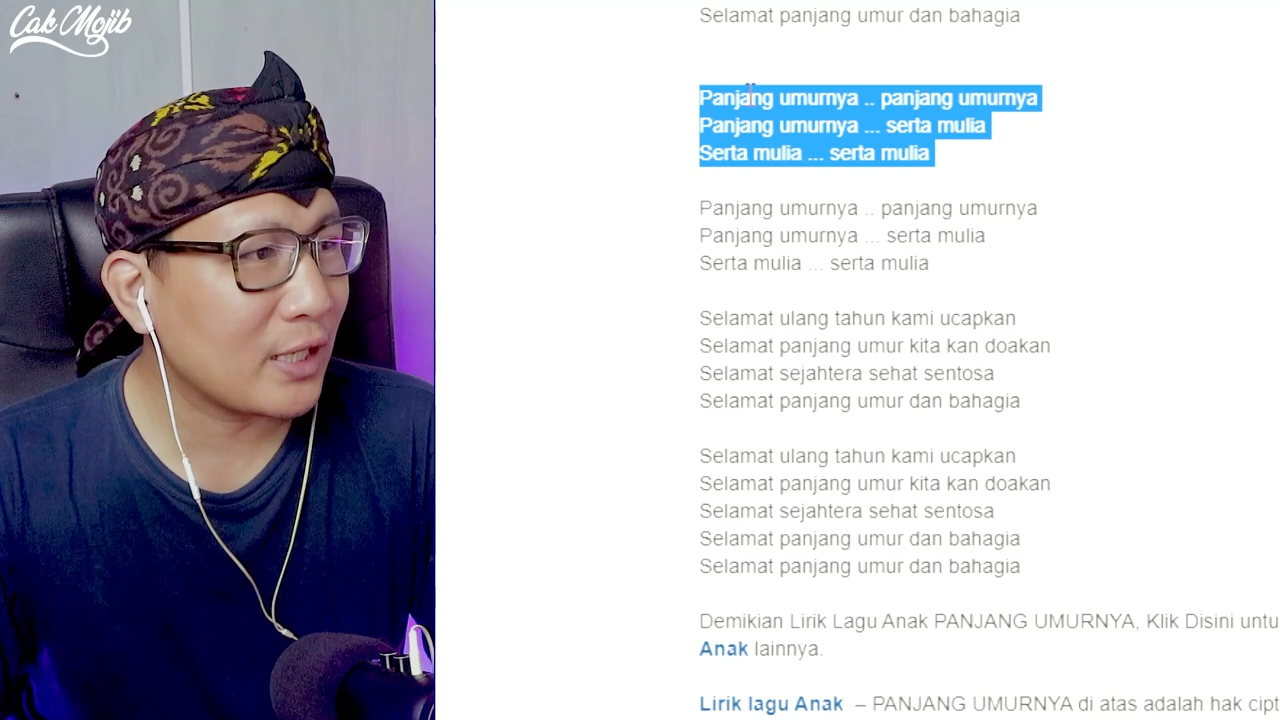 Cak Mojib
Selamat panjang umur dan bahagia
Panjang umurnya .. panjang umurnya
Panjang umurnya ... serta mulia
Serta mulia ... serta mulia
Panjang umurnya .. panjang umurnya
Panjang umurnya ... serta mulia
Serta mulia ... serta mulia
Selamat ulang tahun kami ucapkan
Selamat panjang umur kita kan doakan
Selamat sejahtera sehat sentosa
Selamat panjang umur dan bahagia
Selamat ulang tahun kami ucapkan
Selamat panjang umur kita kan doakan
Selamat sejahtera sehat sentosa
Selamat panjang umur dan bahagia
Selamat panjang umur dan bahagia
Demikian Lirik Lagu Anak PANJANG UMURNYA, Klik Disini untu
Anak lainnya.
Lirik lagu Anak – PANJANG UMURNYA di atas adalah hak cipt